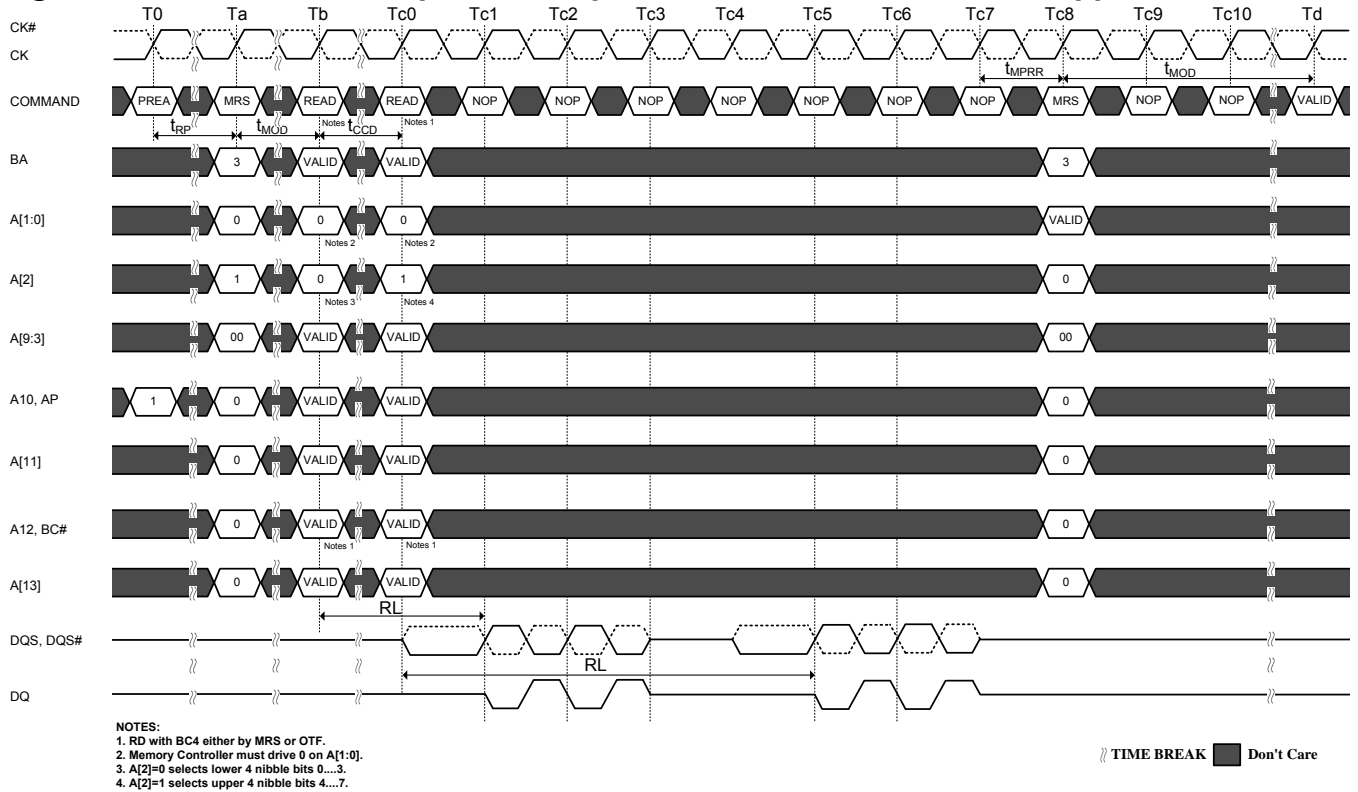 T0 Ta Tb Tc0 Tc1 Tc2 Tc3 Tc4 Tc5 Tc6 Tc7 Tc8 Tc9 Tc10 Td
CK#
CK
tMPRR tMOD
COMMAND PREA MRS READ READ NOP NOP NOP NOP NOP NOP NOP MRS NOP NOP VALID
Notes 1 Notes 1
tRP tMOD tCCD
BA 3 VALID VALID 3
A[1:0] 0 0 0 VALID
Notes 2 Notes 2
A[2] 1 0 1 0
Notes 3 Notes 4
A[9:3] 00 VALID VALID 00
A10, AP 1 0 VALID VALID 0
A[11] 0 VALID VALID 0
A12, BC# 0 VALID VALID 0
Notes 1 Notes 1
A[13] 0 VALID VALID 0
RL
DQS, DQS#
RL
DQ
NOTES:
1. RD with BC4 either by MRS or OTF.
2. Memory Controller must drive 0 on A[1:0].
3. A[2]=0 selects lower 4 nibble bits 0....3.
4. A[2]=1 selects upper 4 nibble bits 4....7.
TIME BREAK Don't Care